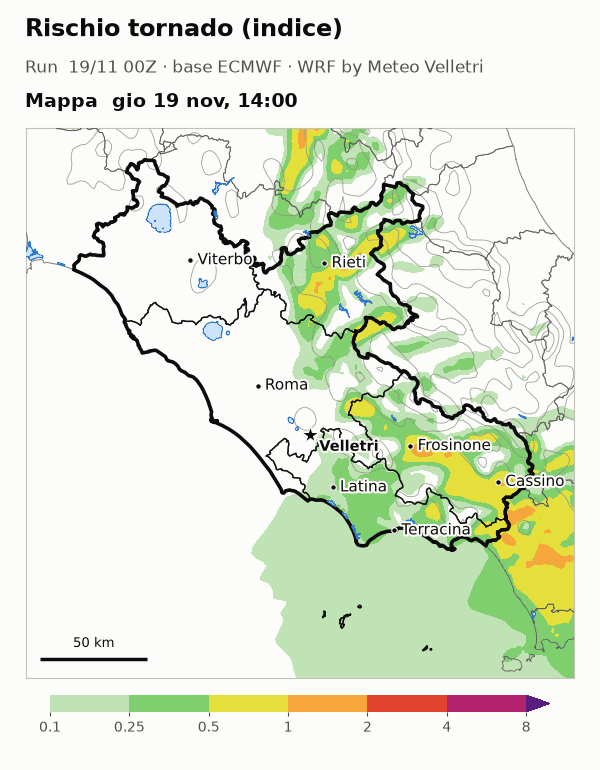 Rischio tornado (indice)
Run 19/11 00Z · base ECMWF · WRF by Meteo Velletri
Mappa gio 19 nov, 14:00
Viterbo
Rieti
Roma
Velletri
Frosinone
Latina
Cassino
Terracina
50 km
0.1 0.25 0.5 1 2 4 8